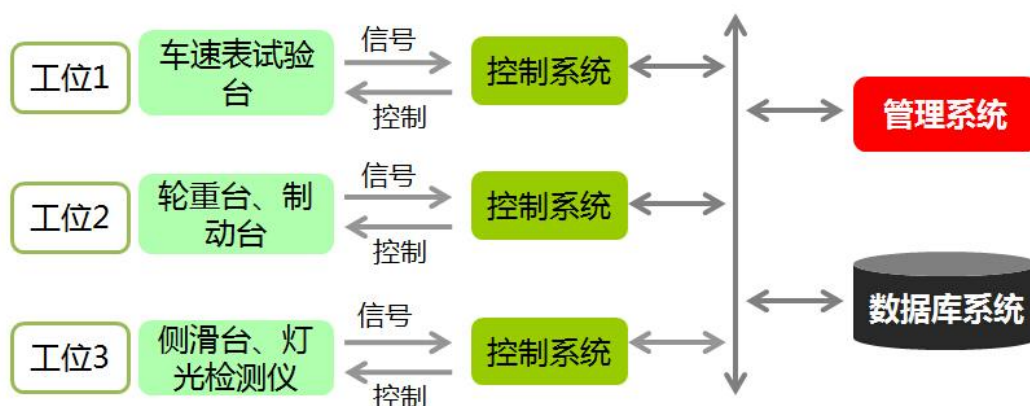 工位1
车速表试验
台
信号
控制
控制系统
管理系统
工位2
轮重台、制
动台
信号
控制
控制系统
数据库系统
工位3
侧滑台、灯
光检测仪
信号
控制
控制系统